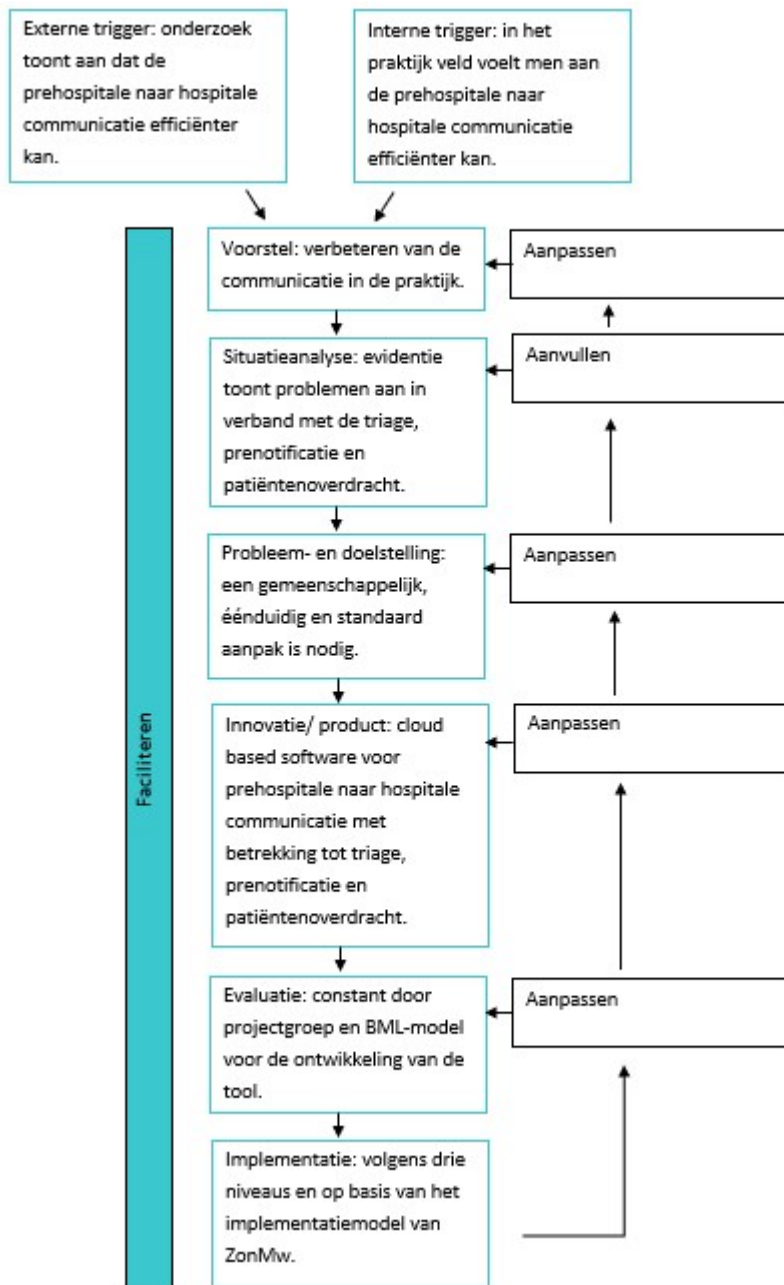 Externe trigger: onderzoek
toont aan dat de
prehospitale naar hospitale
communicatie efficiënter
kan.
Interne trigger: in het
praktijk veld voelt men aan
de prehospitale naar
hospitale communicatie
efficiënter kan.
Faciliteren
Voorstel: verbeteren van de
communicatie in de praktijk.
Aanpassen
Situatieanalyse: evidentie
toont problemen aan in
verband met de triage,
prenotificatie en
patiëntenoverdracht.
Aanvullen
Probleem- en doelstelling:
een gemeenschappelijk,
éénduidig en standaard
aanpak is nodig.
Aanpassen
Innovatie/ product: cloud
based software voor
prehospitale naar hospitale
communicatie met
betrekking tot triage,
prenotificatie en
patiëntenoverdracht.
Aanpassen
Evaluatie: constant door
projectgroep en BML-model
voor de ontwikkeling van de
tool.
Aanpassen
Implementatie: volgens drie
niveaus en op basis van het
implementatiemodel van
ZonMw.